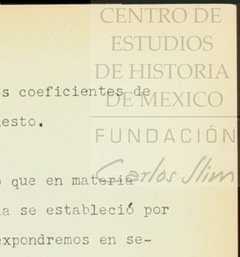 CENTRO DE
ESTUDIOS
DE HISTORIA
DE MEXICO
FUNDACIÓN
Carlos Slim
s coeficientes de
esto.
que en materia
a se estableció por
expondremos en se-